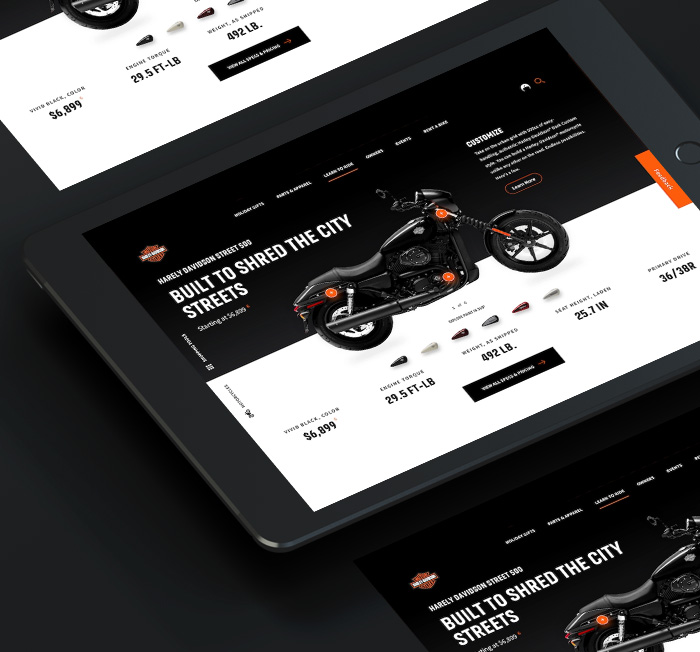 WEIGHT, AS SHIPPED
492 LB.
ENGINE TORQUE
29.5 FT-LB
VIEW ALL SPECS & PRICING
VIVID BLACK, COLOR
$6,899
HOLIDAY GIFTS
PARTS & APPAREL
LEARN TO RIDE
OWNERS
EVENTS
RENT A BIKE
CUSTOMIZE
Learn More
Feedback
HARELY DAVIDSON STREET 500
BUILT TO SHRED THE CITY
STREETS
Starting at $6,899
SHOPPING TOOLS
MOTORCYCLES
1 of 6
VIVID BLACK, COLOR
$6,899
ENGINE TORQUE
29.5 FT-LB
WEIGHT, AS SHIPPED
492 LB.
VIEW ALL SPECS & PRICING
SEAT HEIGHT, LADEN
25.7 IN
PRIMARY DRIVE
36/38R
HOLIDAY GIFTS
PARTS & APPAREL
LEARN TO RIDE
OWNERS
EVENTS
HARELY DAVIDSON STREET 500
BUILT TO SHRED THE CITY
STREETS
Starting at $6,899